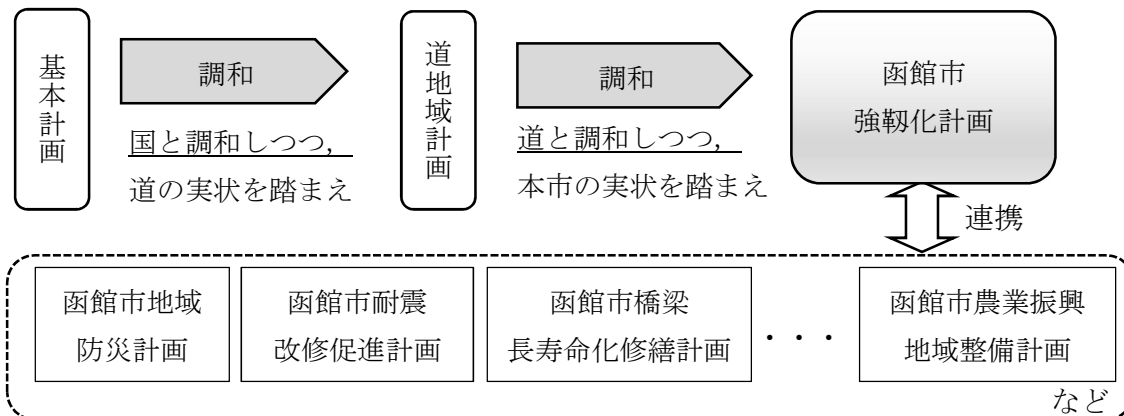 基本計画
調和
国と調和しつつ，
道の実状を踏まえ
道地域計画
調和
道と調和しつつ，
本市の実状を踏まえ
函館市
強靱化計画
連携
函館市地域
防災計画
函館市耐震
改修促進計画
函館市橋梁
長寿命化修繕計画
・・・
函館市農業振興
地域整備計画
など